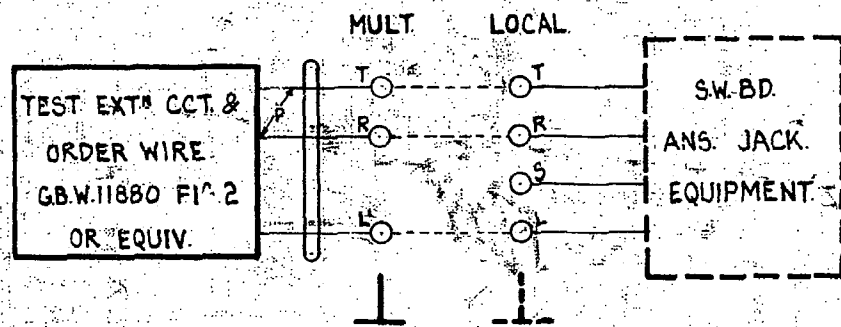 MULT. LOCAL.
TEST EXTN CCT. &
ORDER WIRE.
G.B.W.11880 FIG. 2
OR EQUIV.
P
T
R
L
T
R
S
L
S.W. BD.
ANS. JACK.
EQUIPMENT.